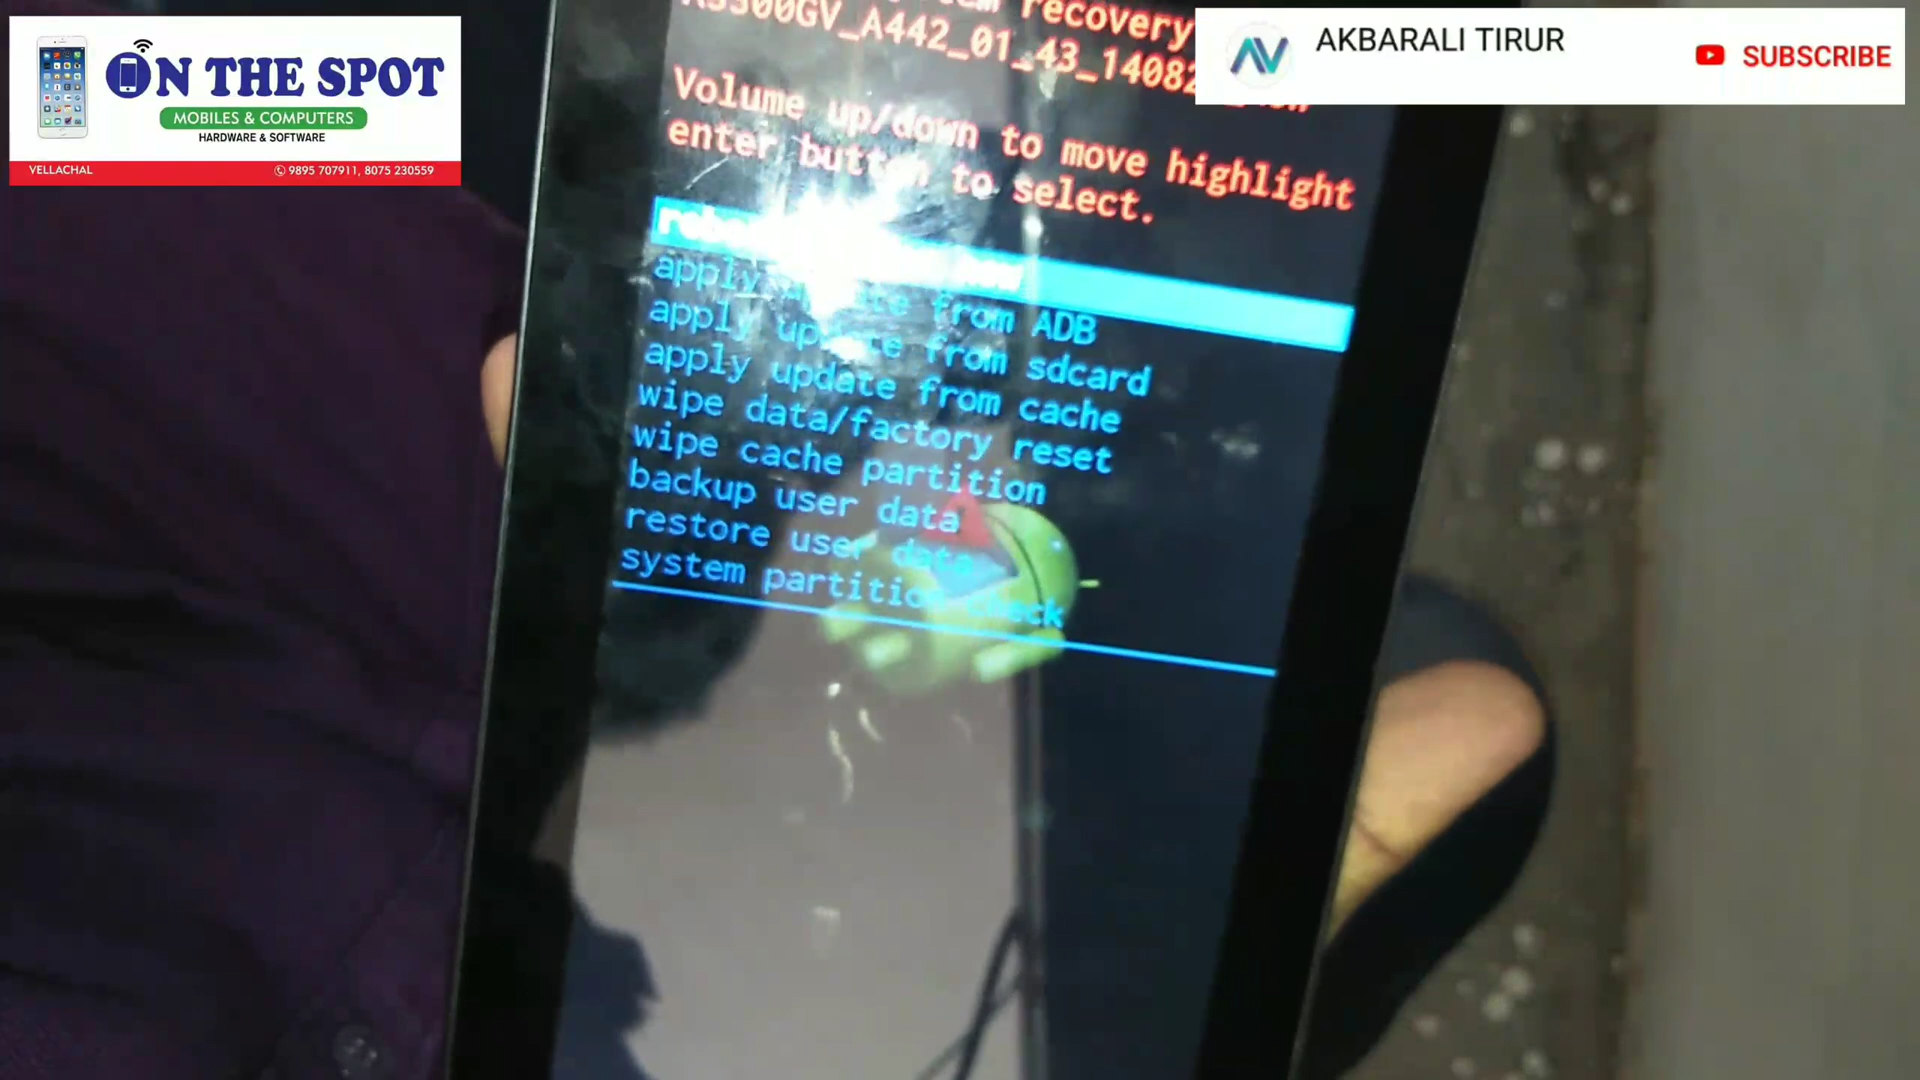 ON THE SPOT
MOBILES & COMPUTERS
HARDWARE & SOFTWARE
VELLACHAL
9895 707911, 8075 230559
AKBARALI TIRUR
SUBSCRIBE
recovery
A3300GV_A442_01_43_1408
Volume up/down to move highlight
enter button to select.
now
apply update from ADB
apply update from sdcard
apply update from cache
wipe data/factory reset
wipe cache partition
backup user data
restore user data
system partition check